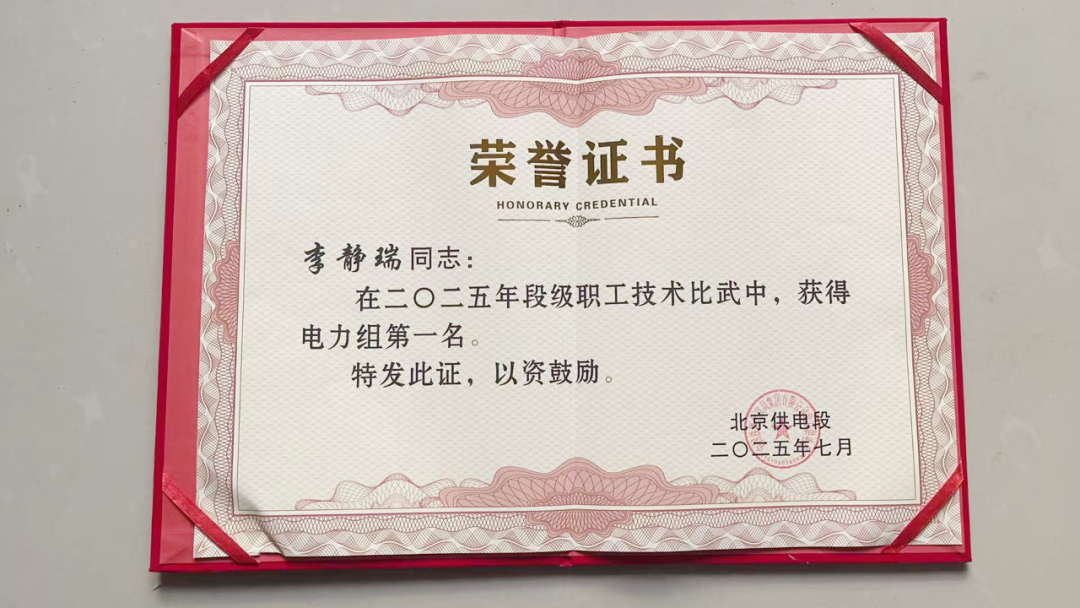 荣誉证书
HONORARY CREDENTIAL
李静瑞同志：
在二〇二五年段级职工技术比武中，获得
电力组第一名。
特发此证，以资鼓励。
北京供电段
二〇二五年七月